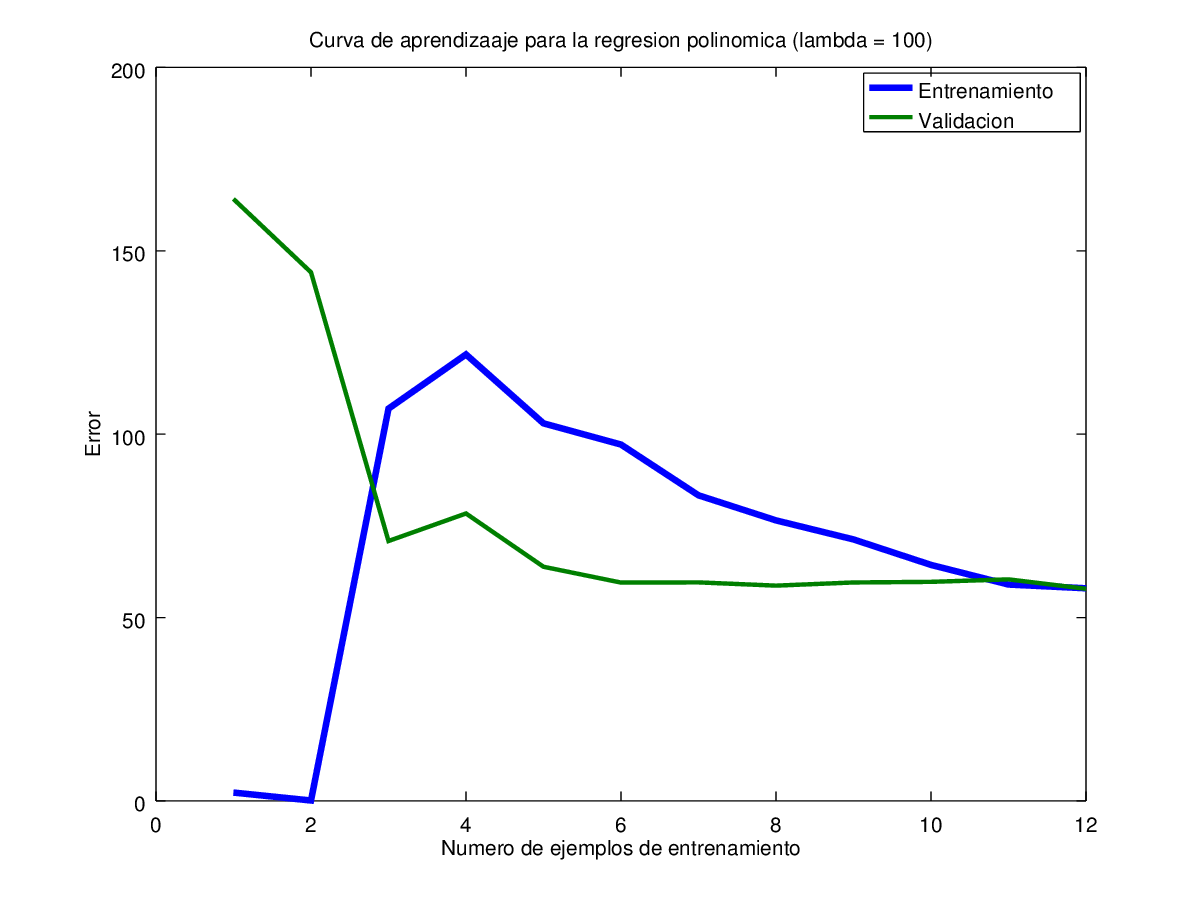 Curva de aprendizaaje para la regresion polinomica (lambda = 100)
200
Entrenamiento
Validacion
150
100
Error
50
0
0 2 4 6 8 10 12
Numero de ejemplos de entrenamiento